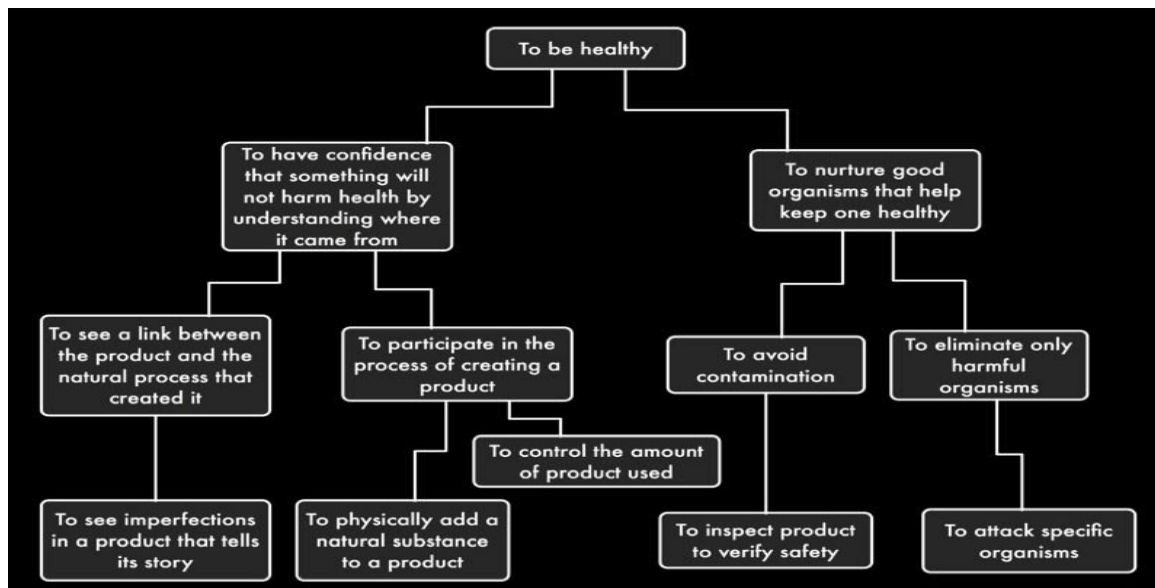 To be healthy
To have confidence
that something will
not harm health by
understanding where
it came from
To nurture good
organisms that help
keep one healthy
To see a link between
the product and the
natural process that
created it
To participate in the
process of creating a
product
To avoid
contamination
To eliminate only
harmful
organisms
To control the amount
of product used
To see imperfections
in a product that tells
its story
To physically add a
natural substance
to a product
To inspect product
to verify safety
To attack specific
organisms